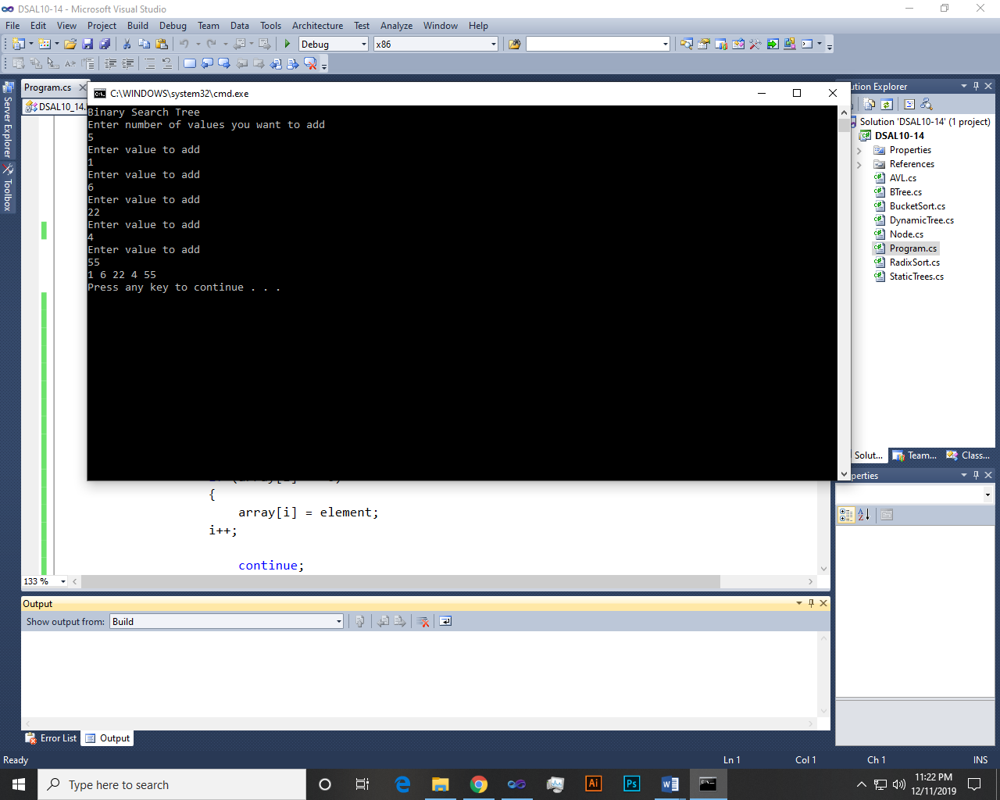 DSAL10-14 - Microsoft Visual Studio
File Edit View Project Build Debug Team Data Tools Architecture Test Analyze Window Help
Debug x86
Program.cs
DSAL10_14.
Server Explorer
Toolbox
C:\WINDOWS\system32\cmd.exe
Binary Search Tree
Enter number of values you want to add
5
Enter value to add
1
Enter value to add
6
Enter value to add
22
Enter value to add
4
Enter value to add
55
1 6 22 4 55
Press any key to continue . . .
{
array[i] = element;
i++;
continue;
133 %
ution Explorer
Solution 'DSAL10-14' (1 project)
DSAL10-14
Properties
References
AVL.cs
BTree.cs
BucketSort.cs
DynamicTree.cs
Node.cs
Program.cs
RadixSort.cs
StaticTrees.cs
Solut... Team... Class...
perties
Output
Show output from: Build
Error List Output
Ready Ln 1 Col 1 Ch 1 INS
Type here to search
Ai Ps
11:22 PM
12/11/2019